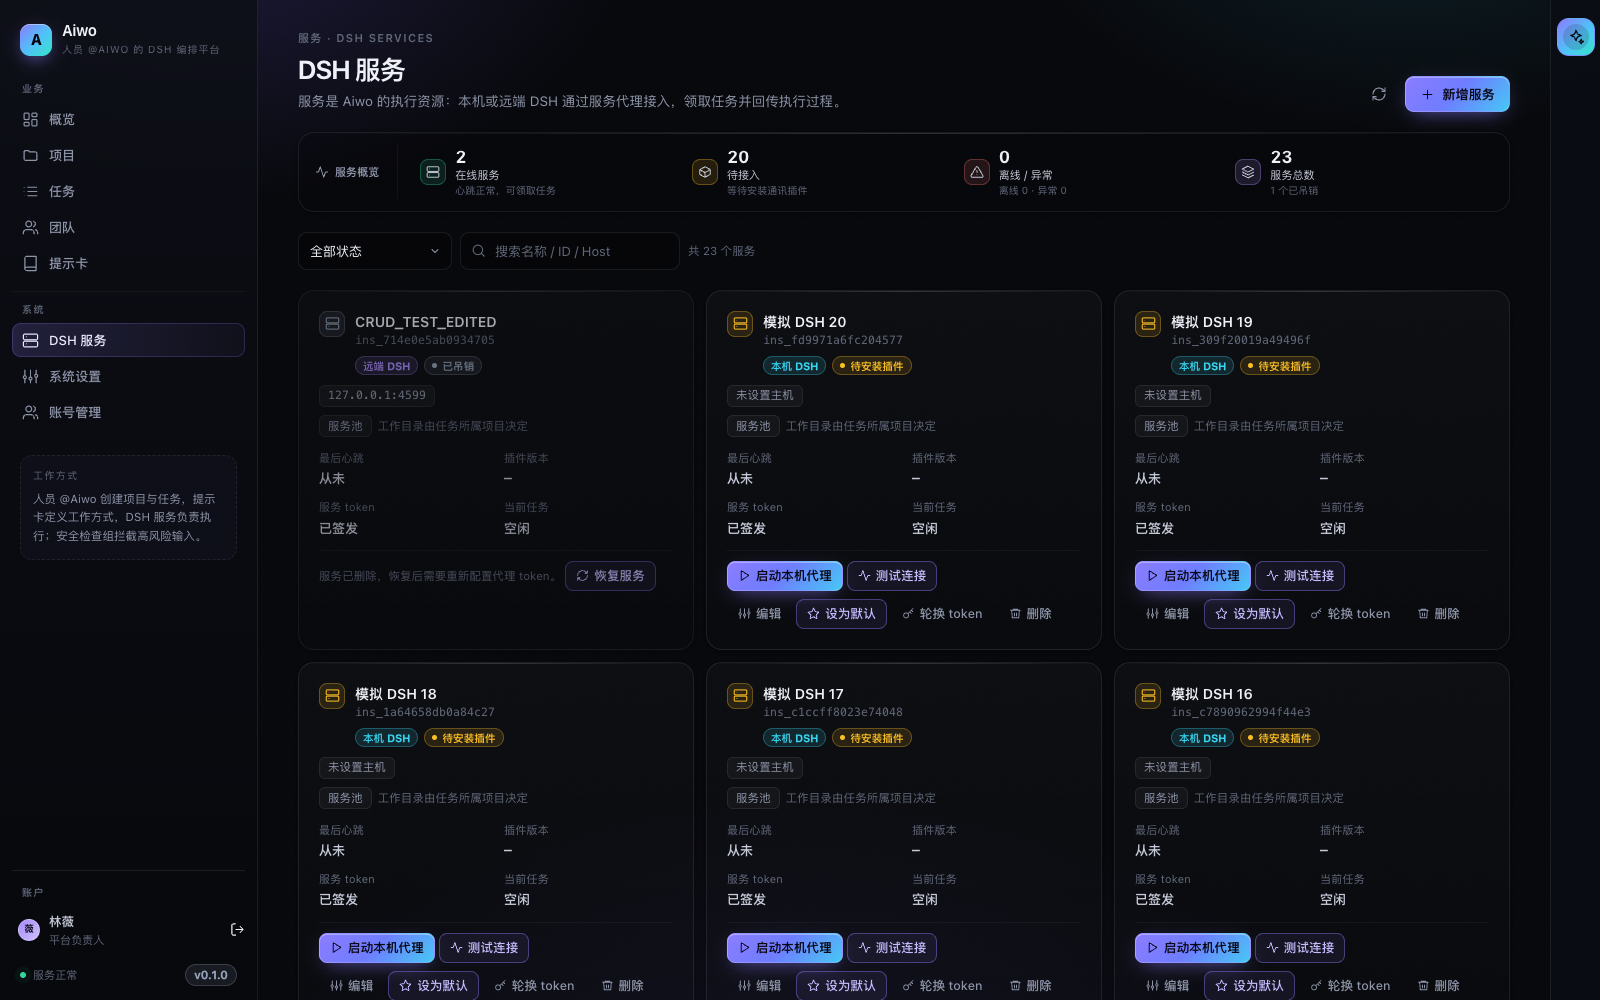 A
Aiwo
人员 @AIWO 的 DSH 编排平台
业务
概览
项目
任务
团队
提示卡
系统
DSH 服务
系统设置
账号管理
工作方式
人员 @Aiwo 创建项目与任务，提示
卡定义工作方式，DSH 服务负责执
行；安全检查组拦截高风险输入。
账户
薇
林薇
平台负责人
服务正常
v0.1.0
服务 · DSH SERVICES
DSH 服务
服务是 Aiwo 的执行资源：本机或远端 DSH 通过服务代理接入，领取任务并回传执行过程。
新增服务
服务概览
2
在线服务
心跳正常，可领取任务
20
待接入
等待安装通讯插件
0
离线 / 异常
离线 0 · 异常 0
23
服务总数
1 个已吊销
全部状态
搜索名称 / ID / Host
共 23 个服务
CRUD_TEST_EDITED
ins_714e0e5ab0934705
远端 DSH
已吊销
127.0.0.1:4599
服务池 工作目录由任务所属项目决定
最后心跳
插件版本
从未
–
服务 token
当前任务
已签发
空闲
服务已删除，恢复后需要重新配置代理 token。
恢复服务
模拟 DSH 20
ins_fd9971a6fc204577
本机 DSH
待安装插件
未设置主机
服务池 工作目录由任务所属项目决定
最后心跳
插件版本
从未
–
服务 token
当前任务
已签发
空闲
启动本机代理
测试连接
编辑
设为默认
轮换 token
删除
模拟 DSH 19
ins_309f20019a49496f
本机 DSH
待安装插件
未设置主机
服务池 工作目录由任务所属项目决定
最后心跳
插件版本
从未
–
服务 token
当前任务
已签发
空闲
启动本机代理
测试连接
编辑
设为默认
轮换 token
删除
模拟 DSH 18
ins_1a64658db0a84c27
本机 DSH
待安装插件
未设置主机
服务池 工作目录由任务所属项目决定
最后心跳
插件版本
从未
–
服务 token
当前任务
已签发
空闲
启动本机代理
测试连接
编辑
设为默认
轮换 token
删除
模拟 DSH 17
ins_c1ccff8023e74048
本机 DSH
待安装插件
未设置主机
服务池 工作目录由任务所属项目决定
最后心跳
插件版本
从未
–
服务 token
当前任务
已签发
空闲
启动本机代理
测试连接
编辑
设为默认
轮换 token
删除
模拟 DSH 16
ins_c7890962994f44e3
本机 DSH
待安装插件
未设置主机
服务池 工作目录由任务所属项目决定
最后心跳
插件版本
从未
–
服务 token
当前任务
已签发
空闲
启动本机代理
测试连接
编辑
设为默认
轮换 token
删除